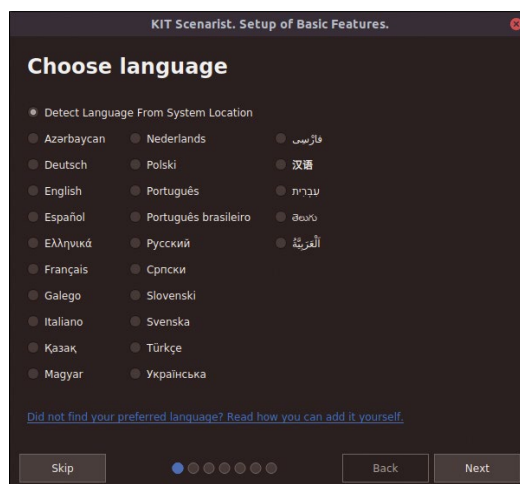 KIT Scenarist. Setup of Basic Features.
Choose language
Detect Language From System Location
Azərbaycan
Deutsch
English
Español
Ελληνικά
Français
Galego
Italiano
Қазақ
Magyar
Nederlands
Polski
Português
Português brasileiro
Русский
Српски
Slovenski
Svenska
Türkçe
Українська
فارْسِى
汉语
עִבְרִית
తెలుగు
اَلْعَرَبِيَّةُ
Did not find your preferred language? Read how you can add it yourself.
Skip
Back
Next